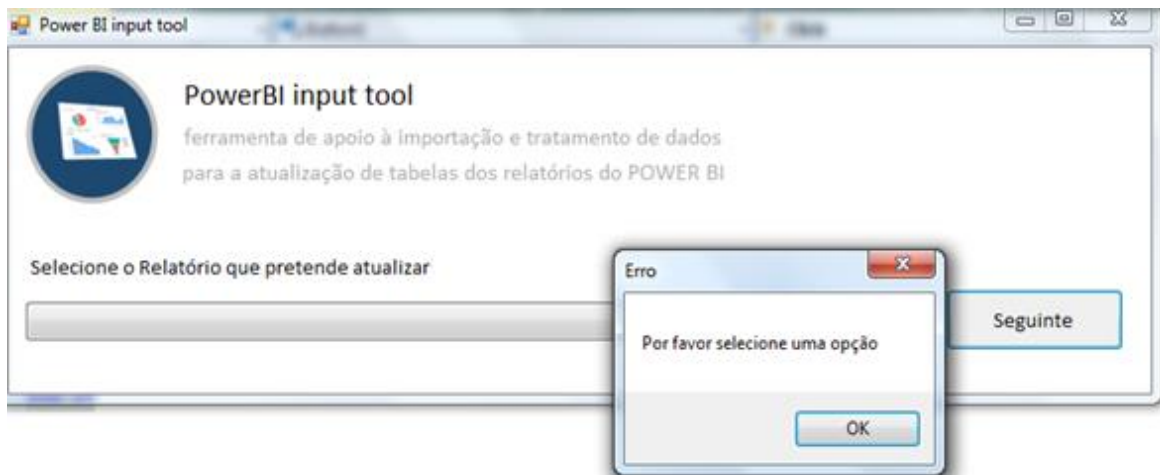 Power BI input tool
PowerBI input tool
ferramenta de apoio à importação e tratamento de dados
para a atualização de tabelas dos relatórios do POWER BI
Selecione o Relatório que pretende atualizar
Erro
Por favor selecione uma opção
OK
Seguinte